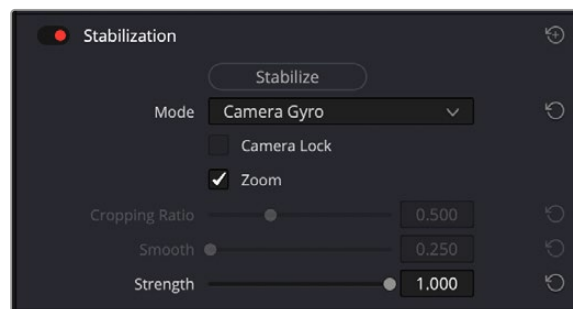 Stabilization
Stabilize
Mode Camera Gyro
Camera Lock
Zoom
Cropping Ratio 0.500
Smooth 0.250
Strength 1.000